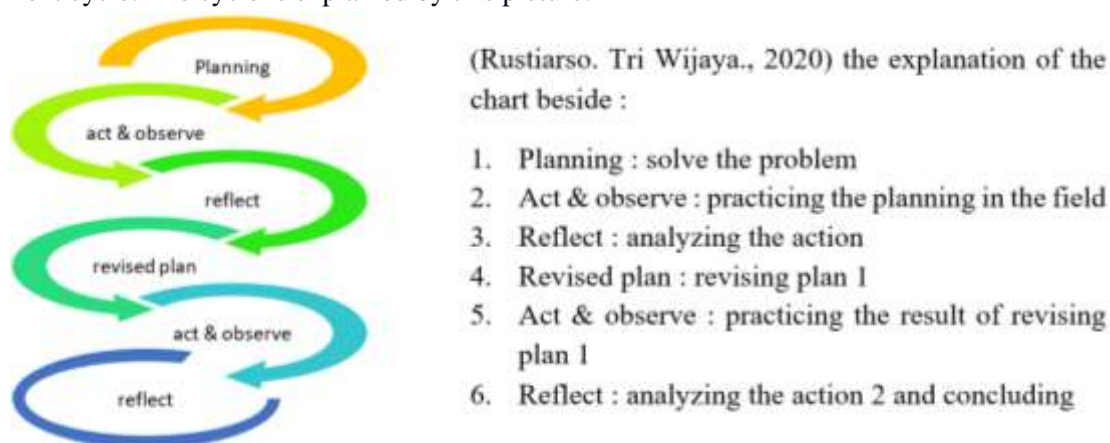 Planning
act & observe
reflect
revised plan
act & observe
reflect
(Rustiarso. Tri Wijaya., 2020) the explanation of the
chart beside :
1. Planning : solve the problem
2. Act & observe : practicing the planning in the field
3. Reflect : analyzing the action
4. Revised plan : revising plan 1
5. Act & observe : practicing the result of revising
plan 1
6. Reflect : analyzing the action 2 and concluding